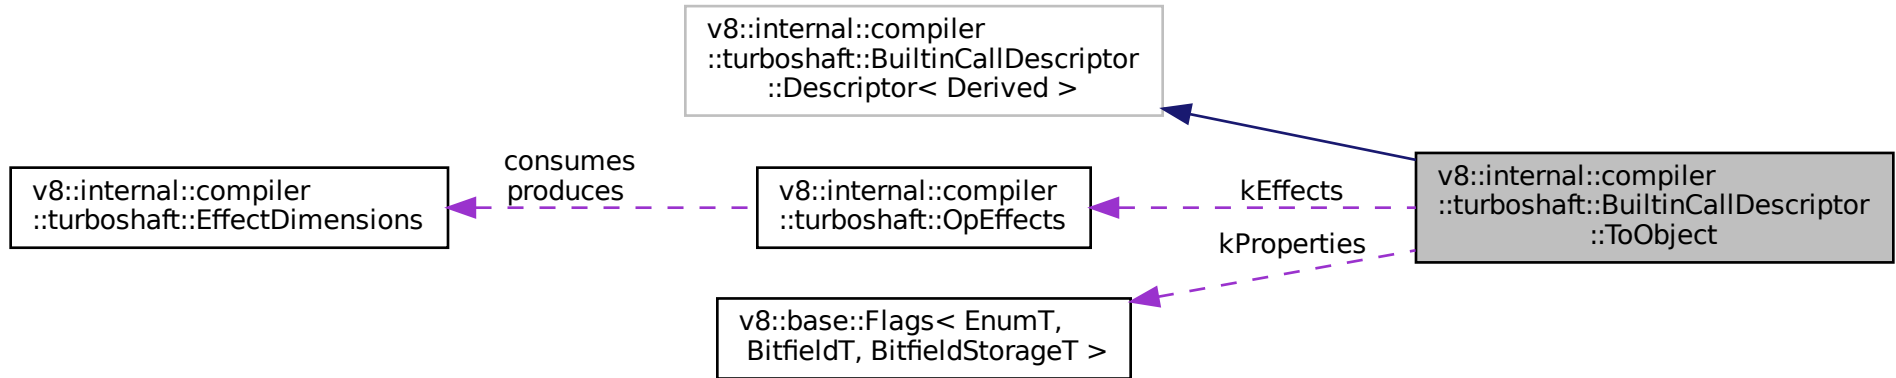 v8::internal::compiler
::turboshaft::BuiltinCallDescriptor
::Descriptor< Derived >
v8::internal::compiler
::turboshaft::EffectDimensions
consumes
produces
v8::internal::compiler
::turboshaft::OpEffects
kEffects
kProperties
v8::internal::compiler
::turboshaft::BuiltinCallDescriptor
::ToObject
v8::base::Flags< EnumT,
BitfieldT, BitfieldStorageT >